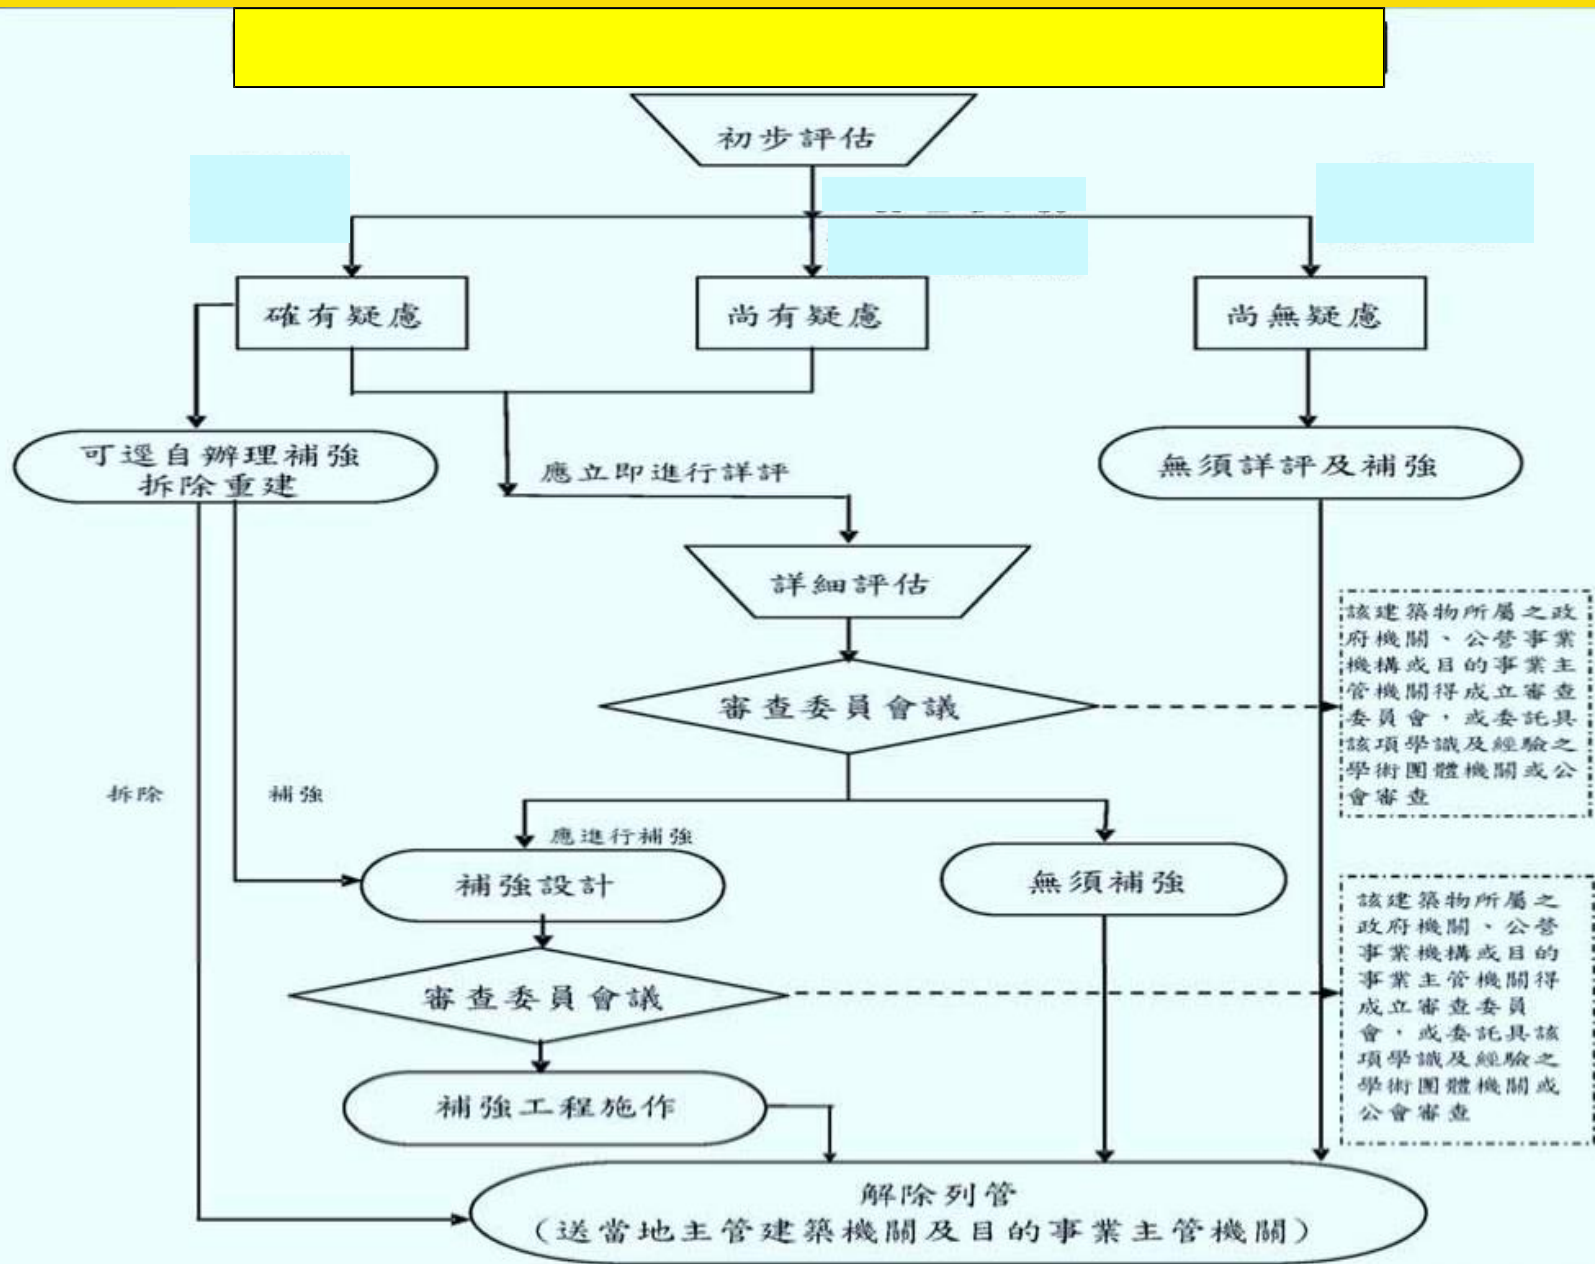 初步評估
確有疑慮
尚有疑慮
尚無疑慮
可逕自辦理補強
拆除重建
應立即進行詳評
無須詳評及補強
詳細評估
審查委員會議
該建築物所屬之政
府機關、公營事業
機構或目的事業主
管機關得成立審查
委員會，或委託具
該項學識及經驗之
學術團體機關或公
會審查
拆除
補強
應進行補強
補強設計
無須補強
審查委員會議
該建築物所屬之
政府機關、公營
事業機構或目的
事業主管機關得
成立審查委員
會，或委託具該
項學識及經驗之
學術團體機關或
公會審查
補強工程施作
解除列管
（送當地主管建築機關及目的事業主管機關）